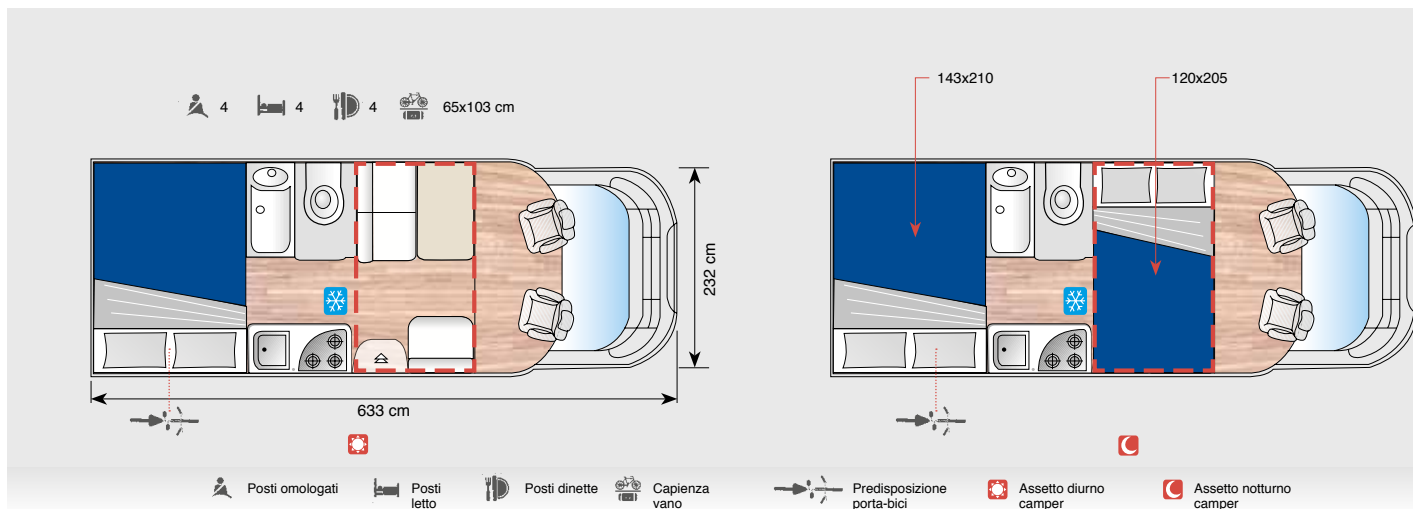 143x210
120x205
4
4
4
65x103 cm
232 cm
633 cm
Posti omologati
Posti
letto
Posti dinette
Capienza
vano
Predisposizione
porta-bici
Assetto diurno
camper
Assetto notturno
camper